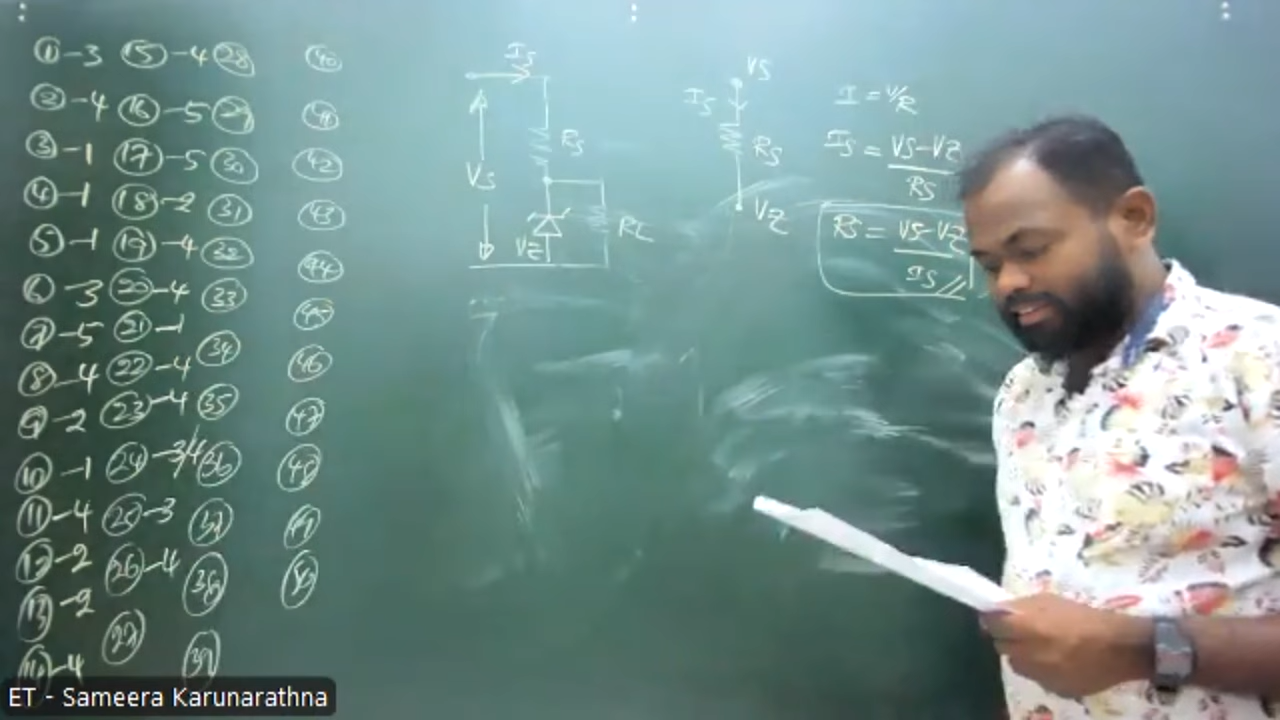 ① -3 ⑮ -4 ㉘ ㊵
② -4 ⑯ -5 ㉙ ㊶
③ -1 ⑰ -5 ㉚ ㊷
④ -1 ⑱ -2 ㉛ ㊸
⑤ -1 ⑲ -4 ㉜ ㊹
⑥ -3 ⑳ -4 ㉝ ㊺
⑦ -5 ㉑ -1 ㉞ ㊻
⑧ -4 ㉒ -4 ㉟ ㊼
⑨ -2 ㉓ -4 ㊱ ㊽
⑩ -1 ㉔ -3/4 ㊲ ㊾
⑪ -4 ㉕ -3 ㊳ ㊿
⑫ -2 ㉖ -4 ㊴
⑬ -2 ㉗
⑭ -4
IS
VS
RS
VZ
RL
VS
IS
RS
VZ
I = V/R
IS = VS-VZ / RS
RS = VS-VZ / IS
ET - Sameera Karunarathna